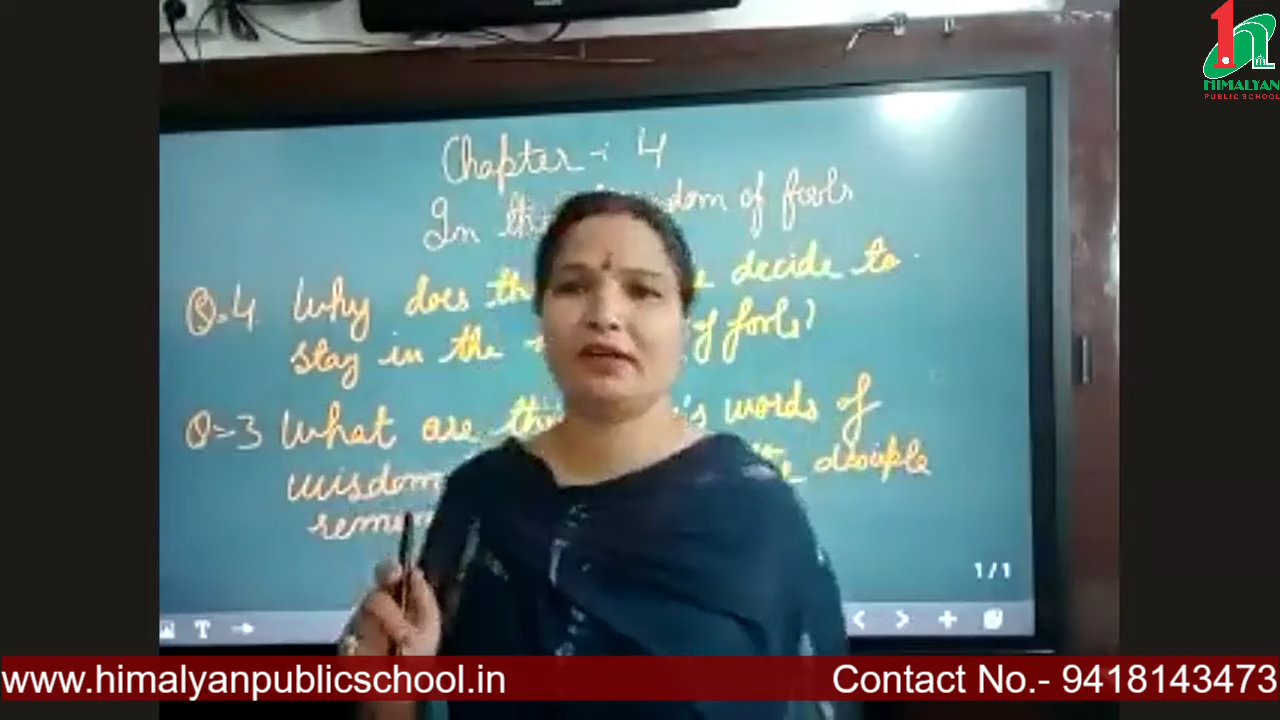 HIMALYAN
PUBLIC SCHOOL
Chapter - 4
In the dom of fools
Q.4 Why does the decide to
stay in the of fools?
Q-3 What are the 's words of
wisdom disciple
1/1
T
www.himalyanpublicschool.in Contact No.- 9418143473